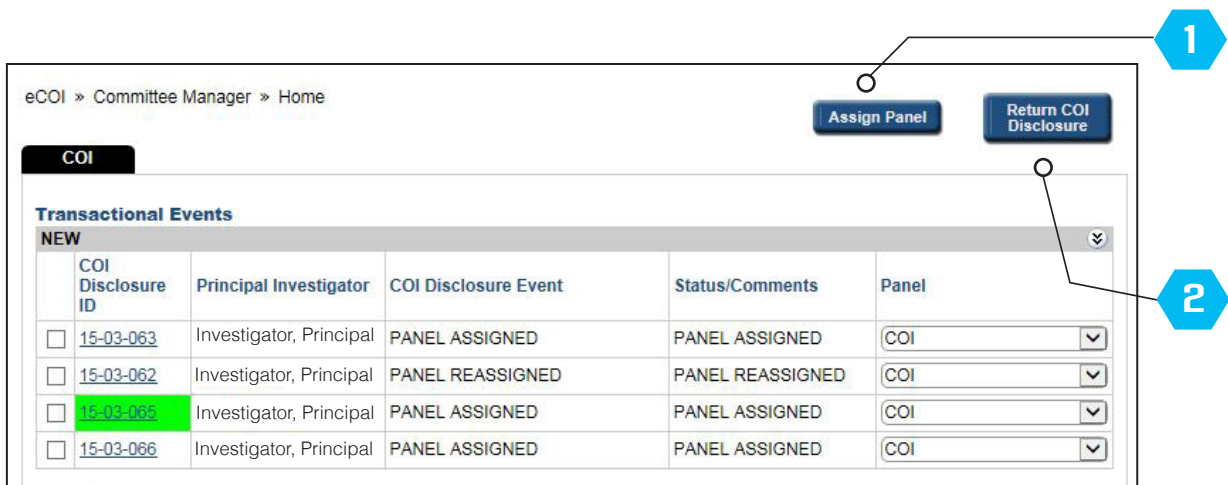 1
eCOI » Committee Manager » Home
Assign Panel
Return COI
Disclosure
COI
Transactional Events
NEW
COI
Disclosure
ID
Principal Investigator
COI Disclosure Event
Status/Comments
Panel
2
15-03-063 Investigator, Principal PANEL ASSIGNED PANEL ASSIGNED COI
15-03-062 Investigator, Principal PANEL REASSIGNED PANEL REASSIGNED COI
15-03-065 Investigator, Principal PANEL ASSIGNED PANEL ASSIGNED COI
15-03-066 Investigator, Principal PANEL ASSIGNED PANEL ASSIGNED COI